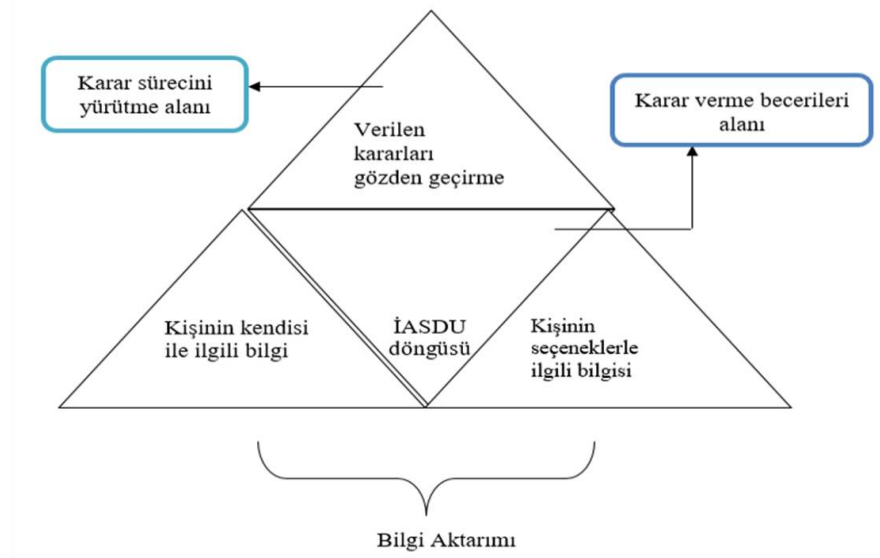 Karar sürecini
yürütme alanı
Karar verme becerileri
alanı
Verilen
kararları
gözden geçirme
Kişinin kendisi
ile ilgili bilgi
İASDU
döngüsü
Kişinin
seçeneklerle
ilgili bilgisi
Bilgi Aktarımı